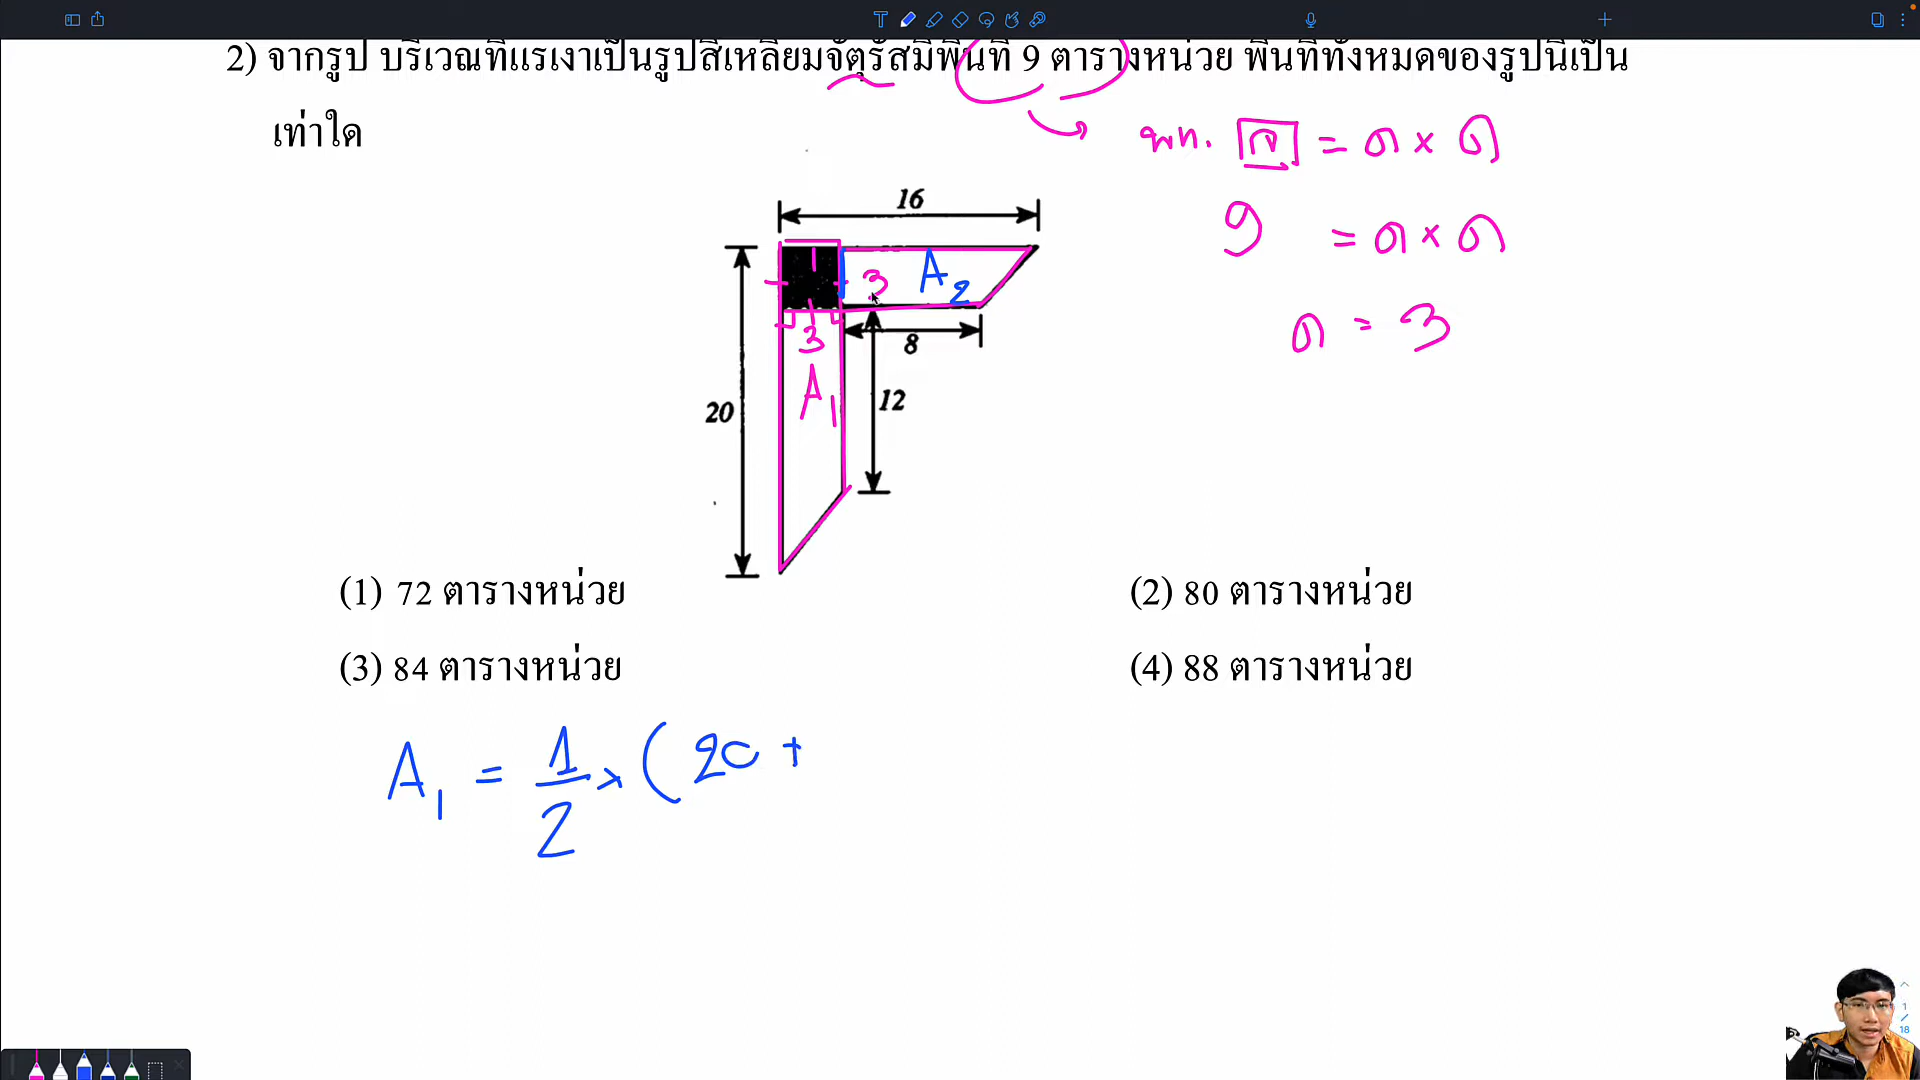 2) จากรูป บริเวณที่แรเงาเป็นรูปสี่เหลี่ยมจัตุรัสมีพื้นที่ 9 ตารางหน่วย พื้นที่ทั้งหมดของรูปนี้เป็น
เท่าใด
พท. จ = ด × ด
9 = ด × ด
ด = 3
16
A2
3
3
8
A1
12
20
(1) 72 ตารางหน่วย
(2) 80 ตารางหน่วย
(3) 84 ตารางหน่วย
(4) 88 ตารางหน่วย
A1 = 1/2 × ( 20 +
1
/
18